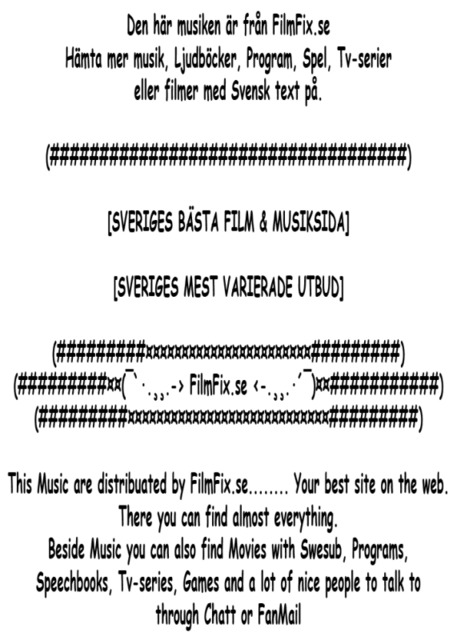 Den här musiken är från FilmFix.se
Hämta mer musik, Ljudböcker, Program, Spel, Tv-serier
eller filmer med Svensk text på.
(####################################)
[SVERIGES BÄSTA FILM & MUSIKSIDA]
[SVERIGES MEST VARIERADE UTBUD]
(#########¤¤¤¤¤¤¤¤¤¤¤¤¤¤¤¤¤¤¤¤¤¤¤#########)
(#########¤¤(¯`·.¸¸.-> FilmFix.se <-.¸¸.·´¯)¤¤###########)
(#########¤¤¤¤¤¤¤¤¤¤¤¤¤¤¤¤¤¤¤¤¤¤¤¤¤¤¤¤#########)
This Music are distribuated by FilmFix.se........ Your best site on the web.
There you can find almost everything.
Beside Music you can also find Movies with Swesub, Programs,
Speechbooks, Tv-series, Games and a lot of nice people to talk to
through Chatt or FanMail